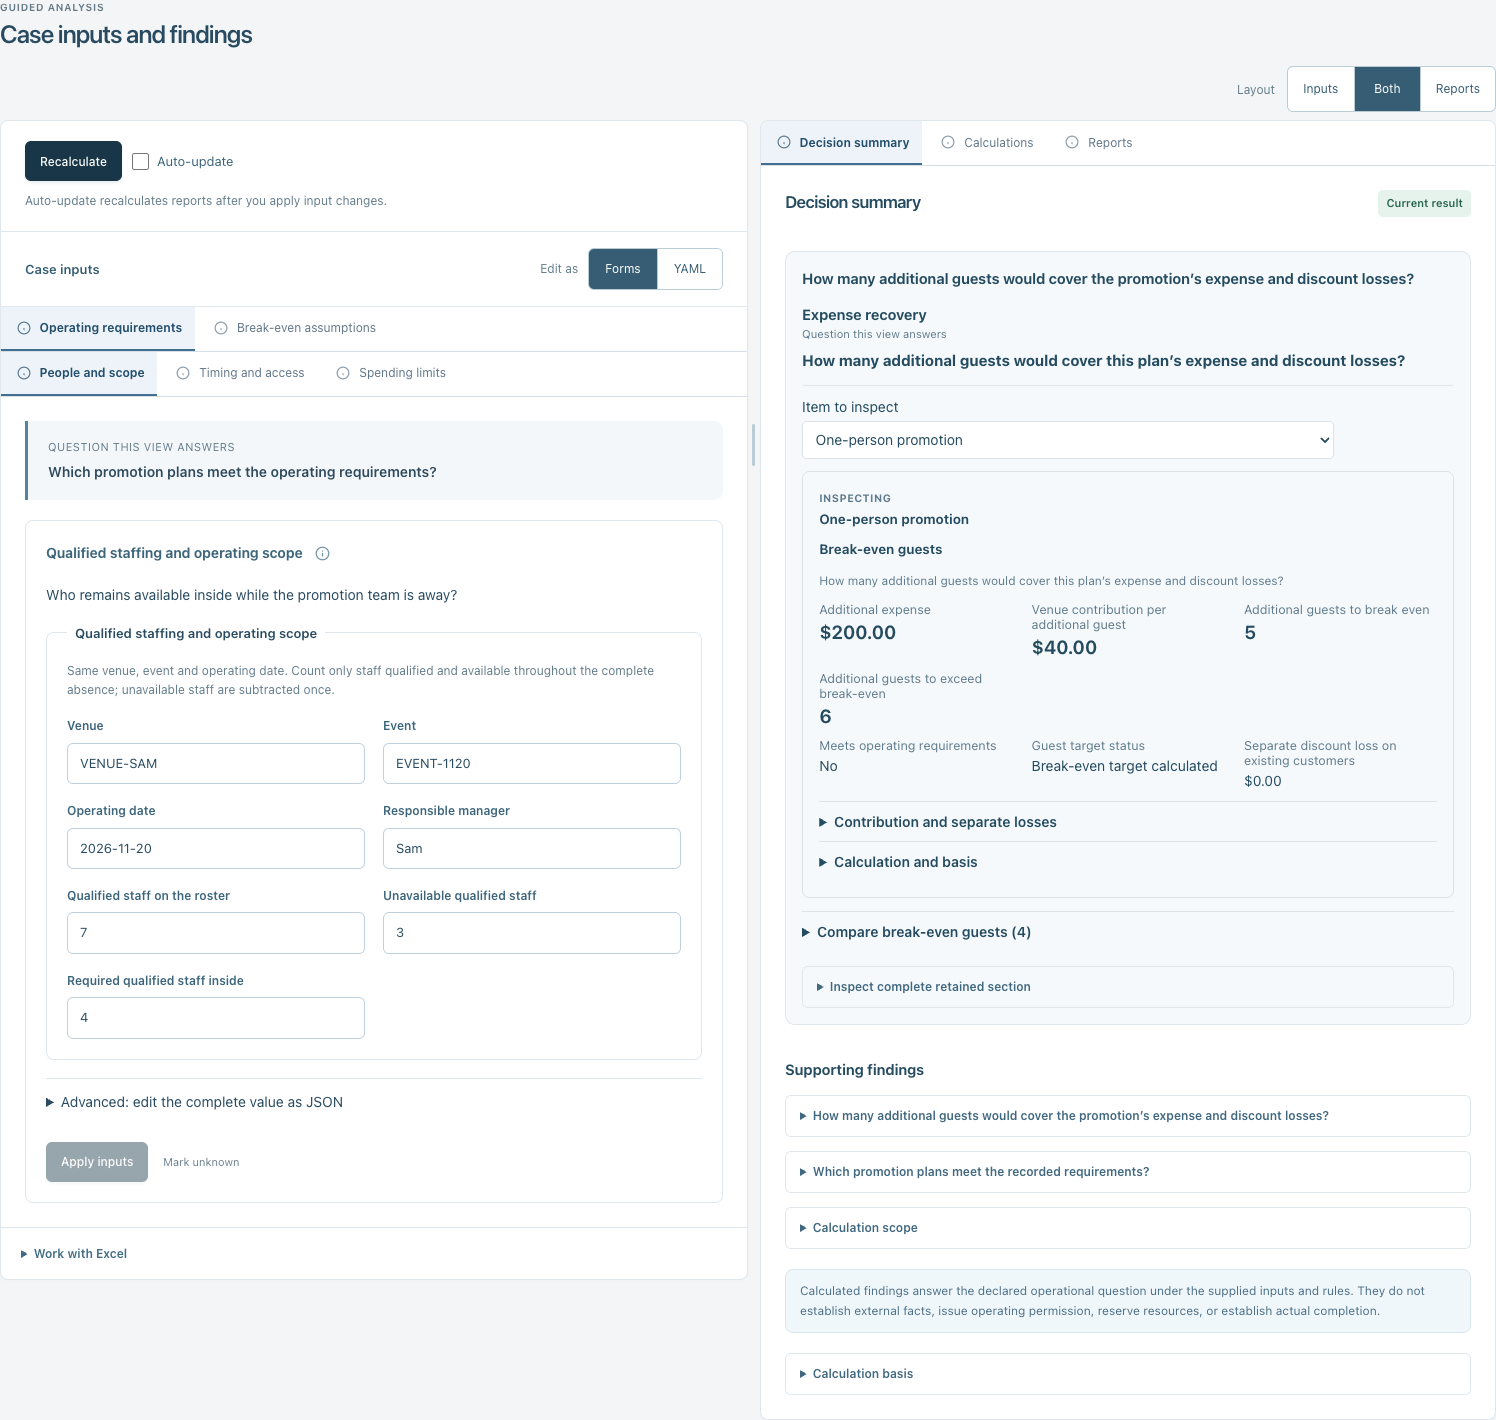 GUIDED ANALYSIS
Case inputs and findings
Layout
Inputs
Both
Reports
Recalculate
Auto-update
Auto-update recalculates reports after you apply input changes.
Case inputs
Edit as
Forms
YAML
Operating requirements
Break-even assumptions
People and scope
Timing and access
Spending limits
QUESTION THIS VIEW ANSWERS
Which promotion plans meet the operating requirements?
Qualified staffing and operating scope
Who remains available inside while the promotion team is away?
Qualified staffing and operating scope
Same venue, event and operating date. Count only staff qualified and available throughout the complete
absence; unavailable staff are subtracted once.
Venue
Event
VENUE-SAM
EVENT-1120
Operating date
Responsible manager
2026-11-20
Sam
Qualified staff on the roster
Unavailable qualified staff
7
3
Required qualified staff inside
4
Advanced: edit the complete value as JSON
Apply inputs
Mark unknown
Work with Excel
Decision summary
Calculations
Reports
Decision summary
Current result
How many additional guests would cover the promotion's expense and discount losses?
Expense recovery
Question this view answers
How many additional guests would cover this plan's expense and discount losses?
Item to inspect
One-person promotion
INSPECTING
One-person promotion
Break-even guests
How many additional guests would cover this plan's expense and discount losses?
Additional expense
$200.00
Venue contribution per
additional guest
$40.00
Additional guests to break even
5
Additional guests to exceed
break-even
6
Meets operating requirements
No
Guest target status
Break-even target calculated
Separate discount loss on
existing customers
$0.00
Contribution and separate losses
Calculation and basis
Compare break-even guests (4)
Inspect complete retained section
Supporting findings
How many additional guests would cover the promotion's expense and discount losses?
Which promotion plans meet the recorded requirements?
Calculation scope
Calculated findings answer the declared operational question under the supplied inputs and rules. They do not
establish external facts, issue operating permission, reserve resources, or establish actual completion.
Calculation basis